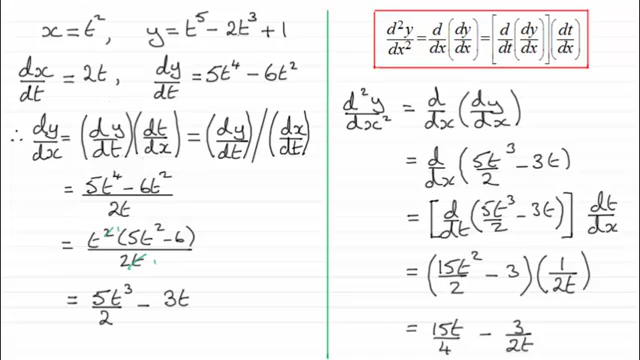 x = t², y = t⁵ − 2t³ + 1
dx/dt = 2t, dy/dt = 5t⁴ − 6t²
∴ dy/dx = (dy/dt)(dt/dx) = (dy/dt)/(dx/dt)
= (5t⁴ − 6t²)/2t
= t²(5t² − 6)/2t
= 5t³/2 − 3t
d²y/dx² = d/dx(dy/dx) = [d/dt(dy/dx)](dt/dx)
d²y/dx² = d/dx(dy/dx)
= d/dx(5t³/2 − 3t)
= [d/dt(5t³/2 − 3t)] dt/dx
= (15t²/2 − 3)(1/2t)
= 15t/4 − 3/2t